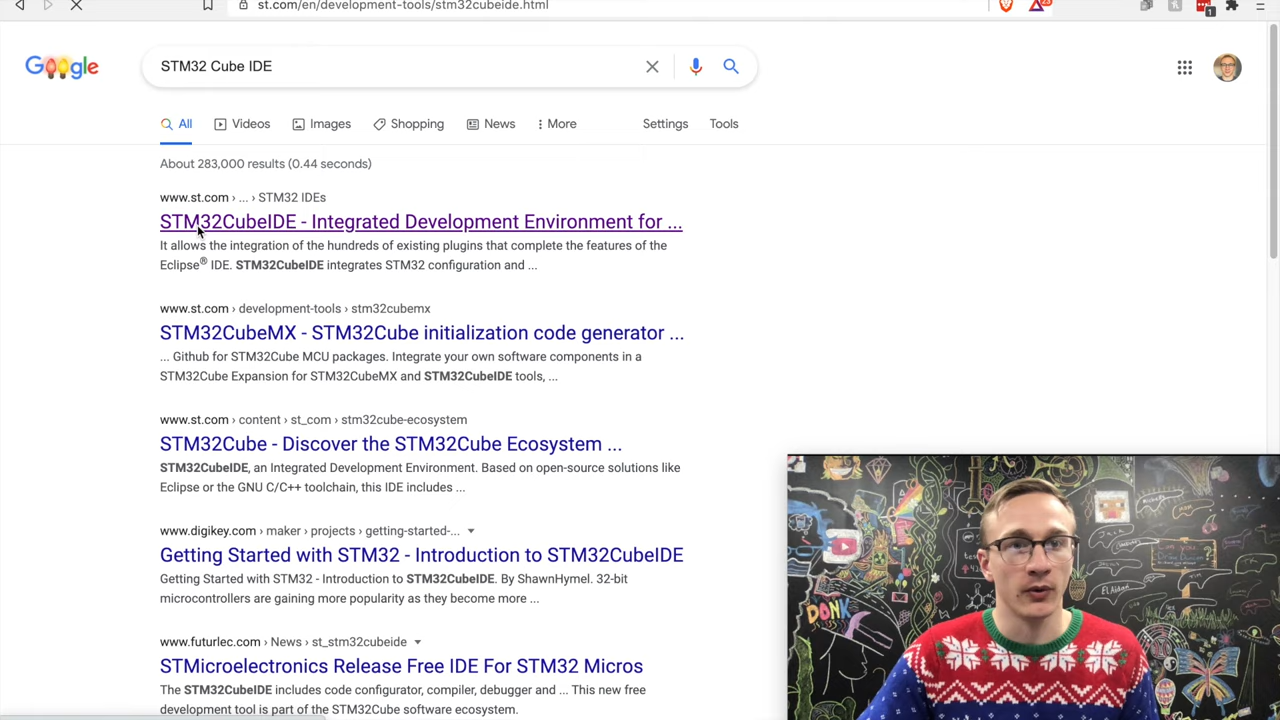 st.com/en/development-tools/stm32cubeide.html
23
1
Google
STM32 Cube IDE
All
Videos
Images
Shopping
News
More
Settings
Tools
About 283,000 results (0.44 seconds)
www.st.com › ... › STM32 IDEs
STM32CubeIDE - Integrated Development Environment for ...
It allows the integration of the hundreds of existing plugins that complete the features of the
Eclipse® IDE. STM32CubeIDE integrates STM32 configuration and ...
www.st.com › development-tools › stm32cubemx
STM32CubeMX - STM32Cube initialization code generator ...
... Github for STM32Cube MCU packages. Integrate your own software components in a
STM32Cube Expansion for STM32CubeMX and STM32CubeIDE tools, ...
www.st.com › content › st_com › stm32cube-ecosystem
STM32Cube - Discover the STM32Cube Ecosystem ...
STM32CubeIDE, an Integrated Development Environment. Based on open-source solutions like
Eclipse or the GNU C/C++ toolchain, this IDE includes ...
www.digikey.com › maker › projects › getting-started-...
Getting Started with STM32 - Introduction to STM32CubeIDE
Getting Started with STM32 - Introduction to STM32CubeIDE. By ShawnHymel. 32-bit
microcontrollers are gaining more popularity as they become more ...
www.futurlec.com › News › st_stm32cubeide
STMicroelectronics Release Free IDE For STM32 Micros
The STM32CubeIDE includes code configurator, compiler, debugger and ... This new free
development tool is part of the STM32Cube software ecosystem.
DONK